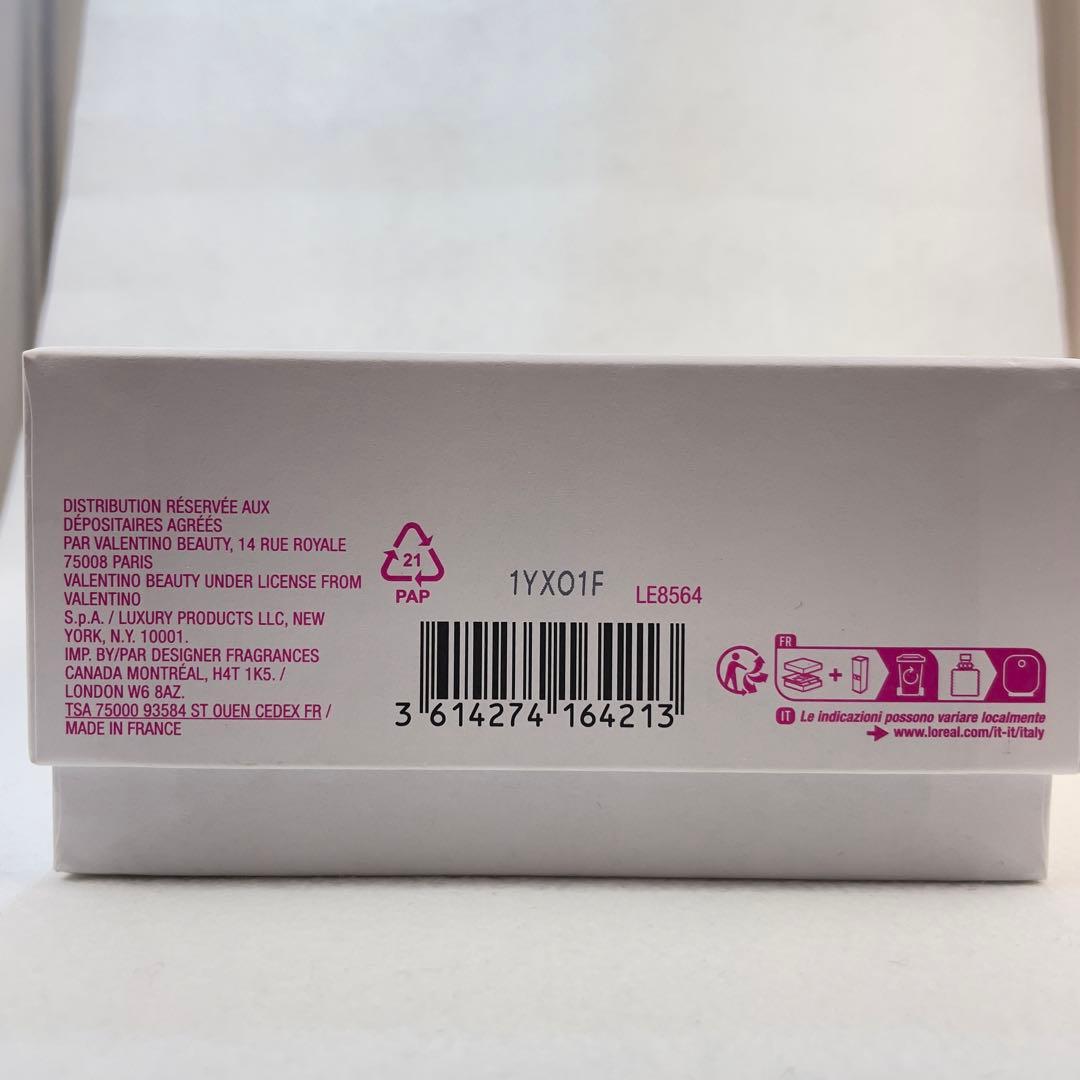 DISTRIBUTION RÉSERVÉE AUX
DÉPOSITAIRES AGRÉÉS
PAR VALENTINO BEAUTY, 14 RUE ROYALE
75008 PARIS
VALENTINO BEAUTY UNDER LICENSE FROM
VALENTINO
S.p.A. / LUXURY PRODUCTS LLC, NEW
YORK, N.Y. 10001.
IMP. BY/PAR DESIGNER FRAGRANCES
CANADA MONTRÉAL, H4T 1K5. /
LONDON W6 8AZ.
TSA 75000 93584 ST OUEN CEDEX FR /
MADE IN FRANCE
21
PAP
1YX01F
LE8564
3 614274 164213
FR
+
IT Le indicazioni possono variare localmente
www.loreal.com/it-it/italy